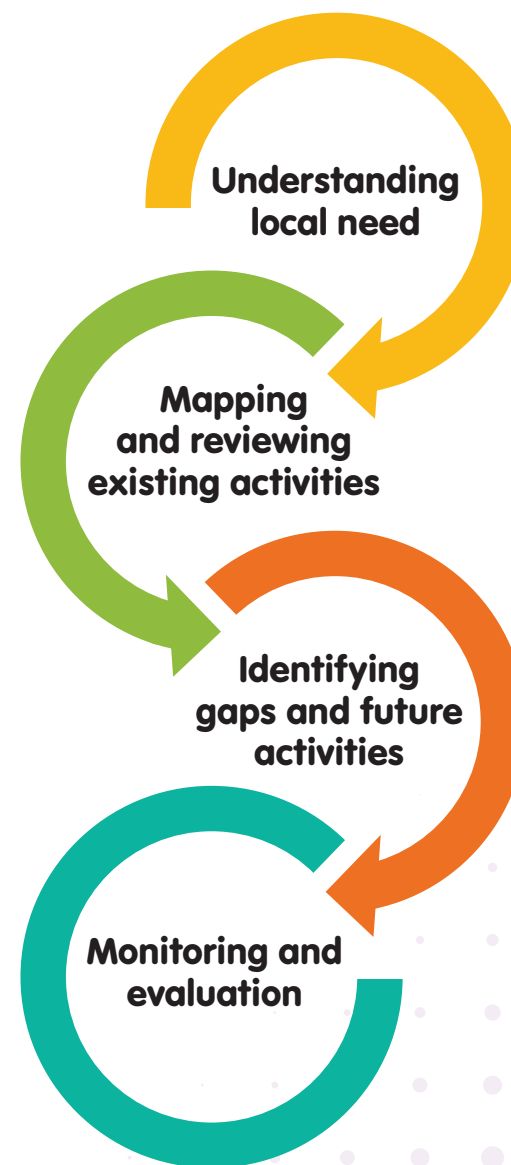 Understanding
local need
Mapping
and reviewing
existing activities
Identifying
gaps and future
activities
Monitoring and
evaluation